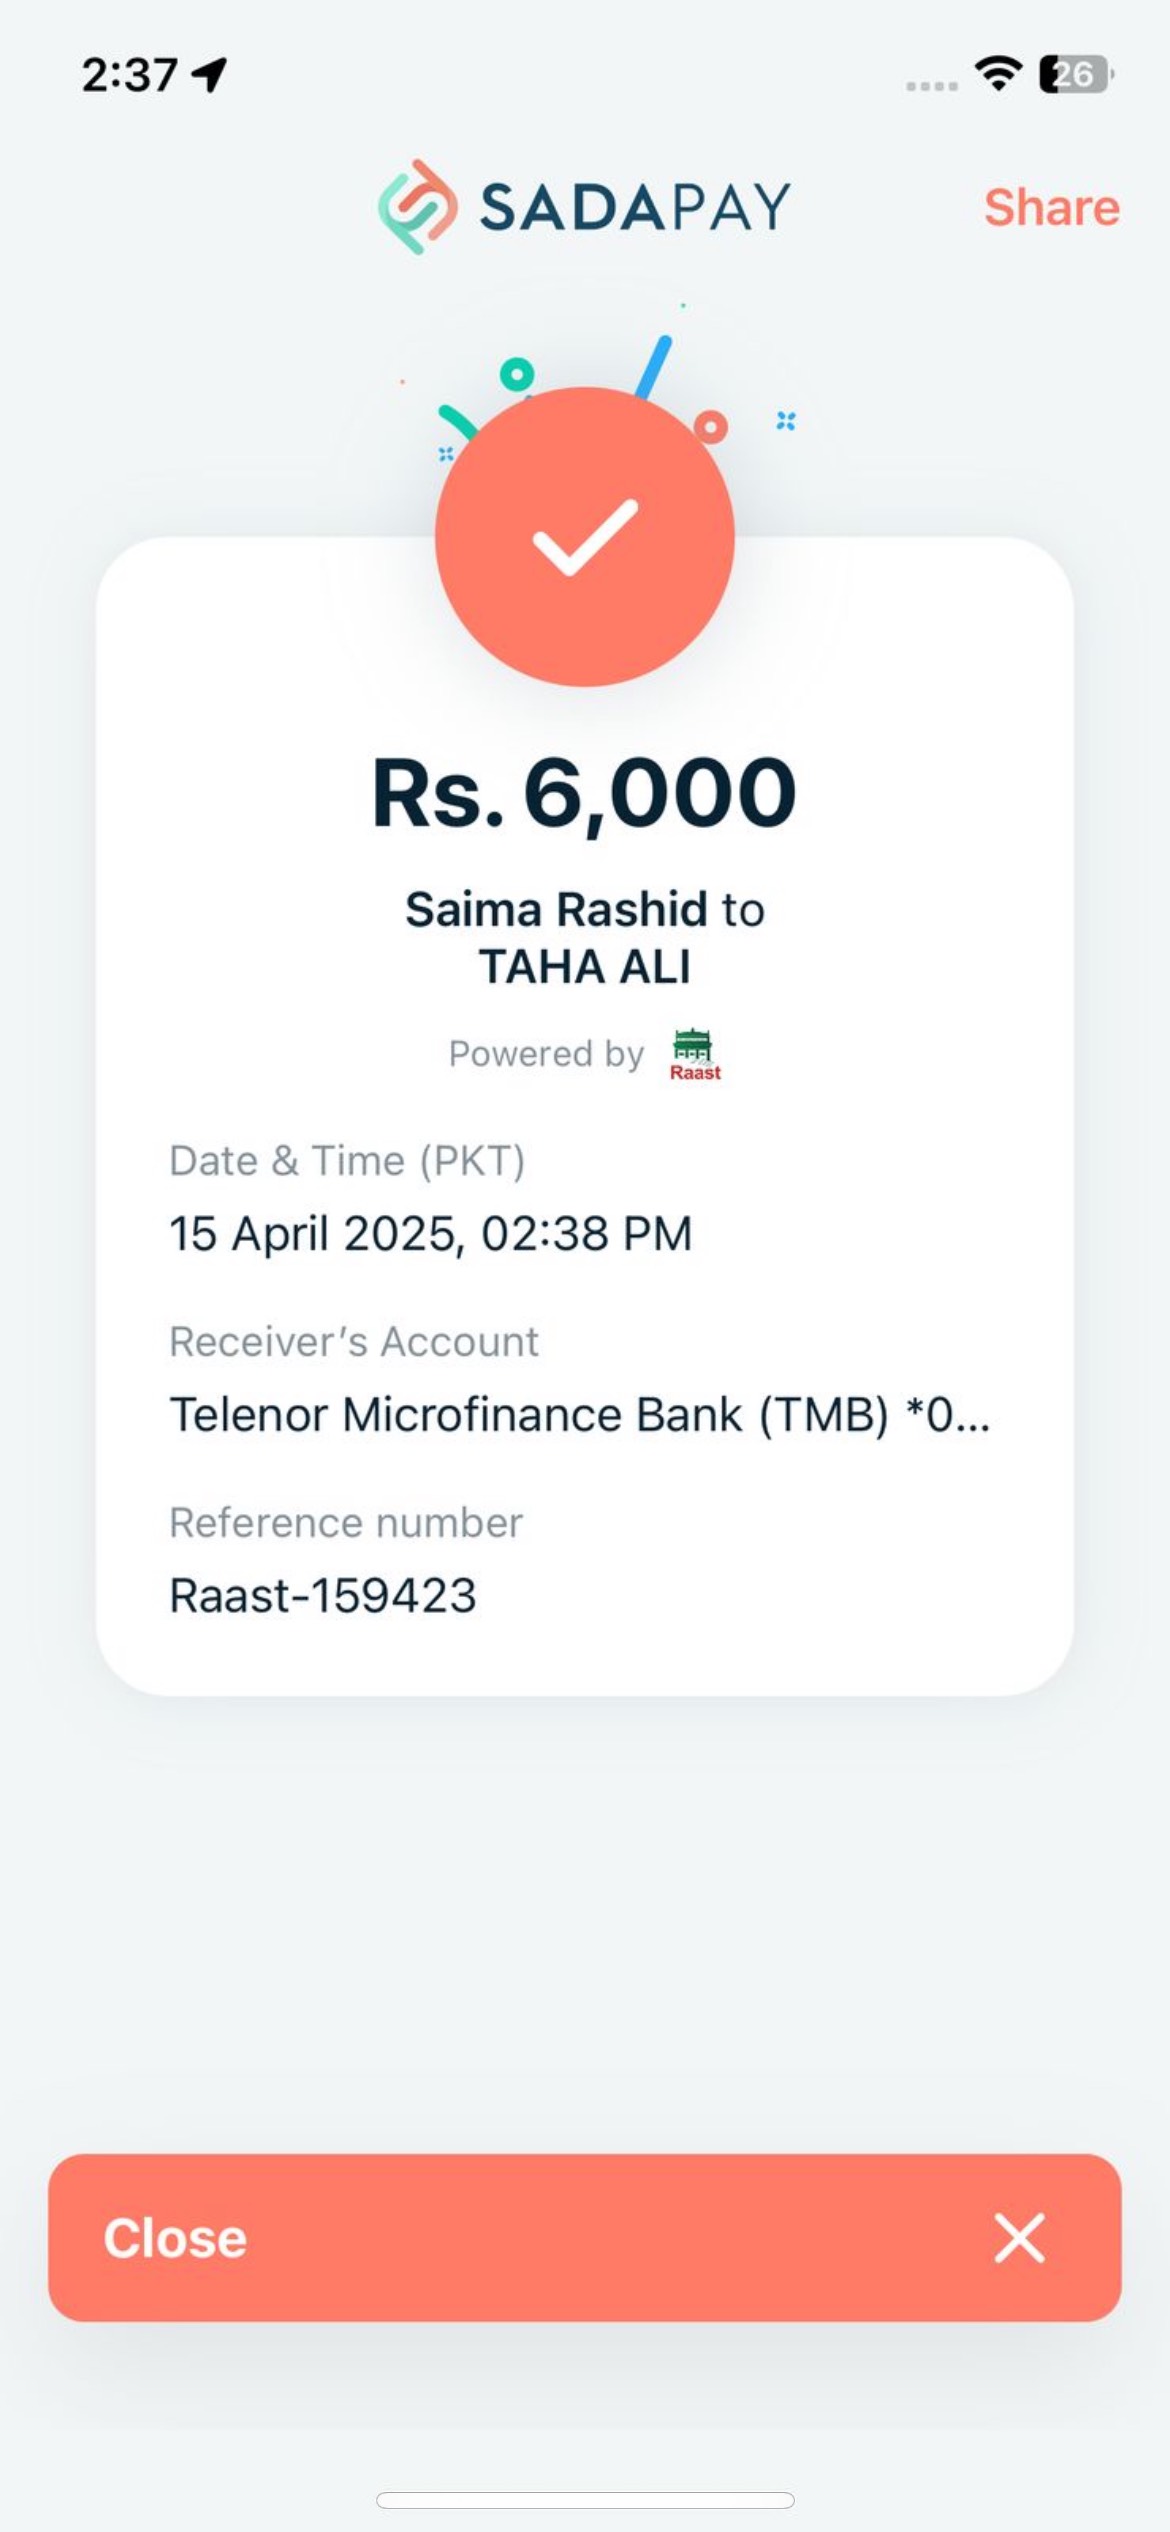 2:37
26
SADAPAY
Share
Rs. 6,000
Saima Rashid to
TAHA ALI
Powered by Raast
Date & Time (PKT)
15 April 2025, 02:38 PM
Receiver’s Account
Telenor Microfinance Bank (TMB) *0...
Reference number
Raast-159423
Close